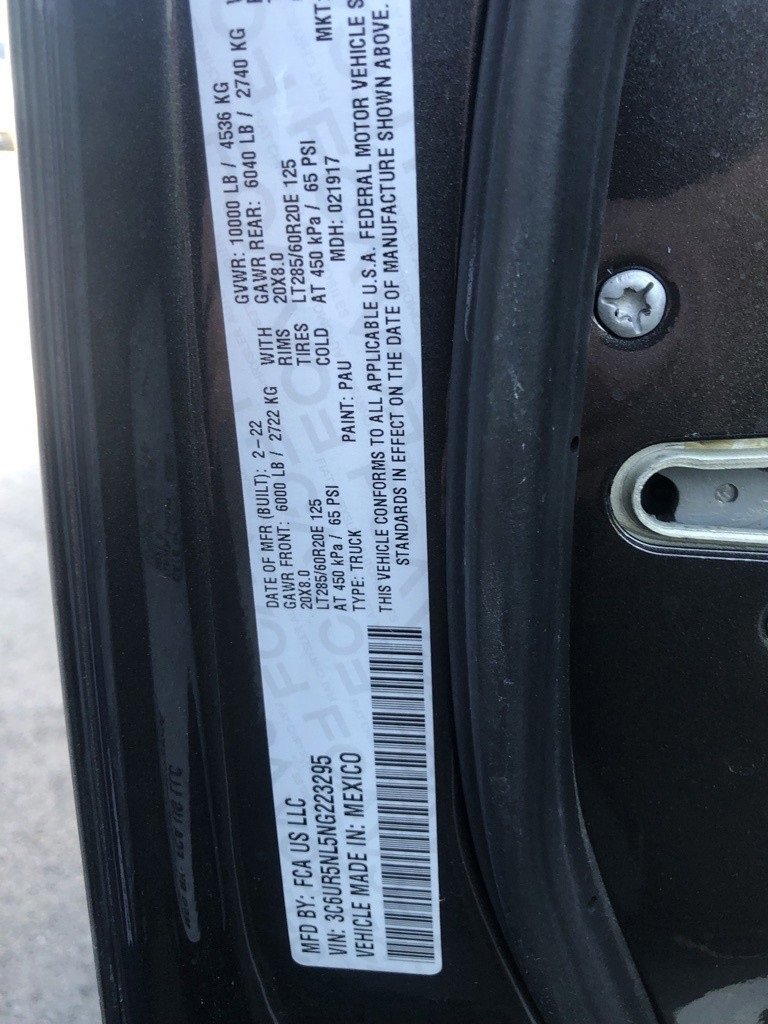 MFD BY: FCA US LLC
VIN: 3C6UR5NL5NG223295
VEHICLE MADE IN: MEXICO
DATE OF MFR (BUILT): 2-22 GVWR: 10000 LB / 4536 KG
GAWR FRONT: 6000 LB / 2722 KG WITH GAWR REAR: 6040 LB / 2740 KG
20X8.0 RIMS 20X8.0
LT285/60R20E 125 TIRES LT285/60R20E 125
AT 450 kPa / 65 PSI COLD AT 450 kPa / 65 PSI
TYPE: TRUCK PAINT: PAU MDH: 021917 MKT:
THIS VEHICLE CONFORMS TO ALL APPLICABLE U.S.A. FEDERAL MOTOR VEHICLE S
STANDARDS IN EFFECT ON THE DATE OF MANUFACTURE SHOWN ABOVE.